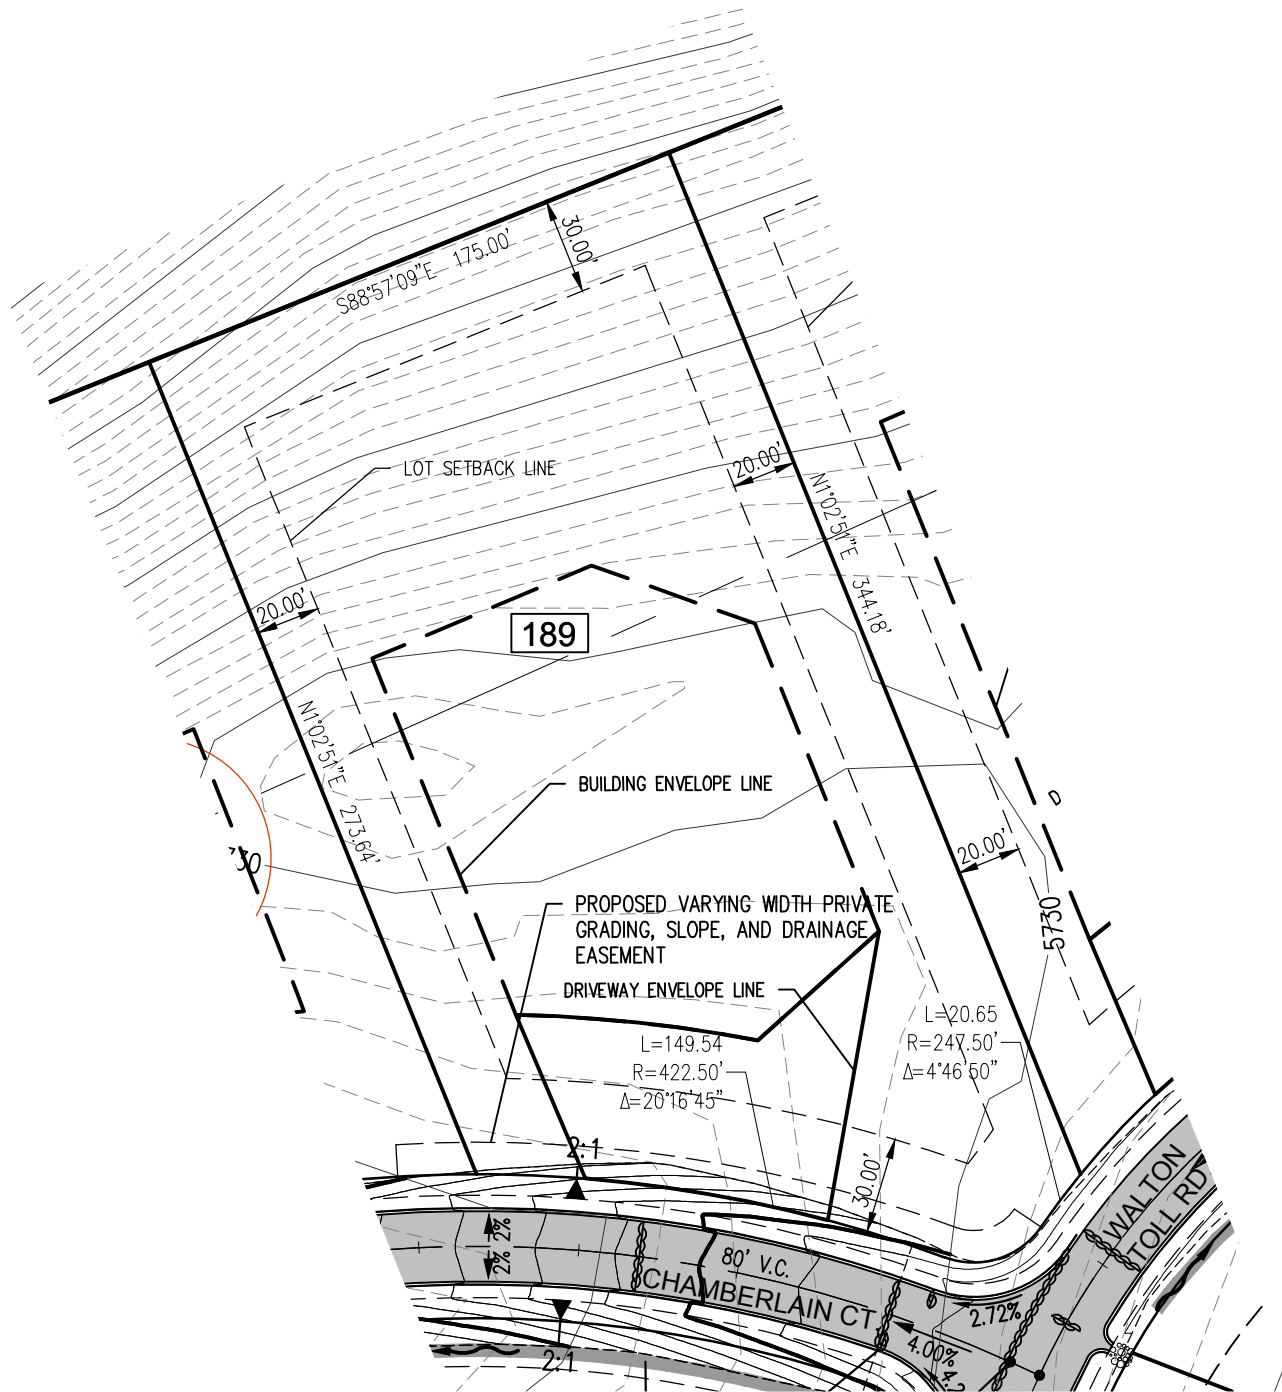 30.00'
S88°57'09"E 175.00'
LOT SETBACK LINE
20.00'
N1°02'51"E 344.18'
20.00'
189
N1°02'51"E 273.64'
BUILDING ENVELOPE LINE
20.00'
5730
PROPOSED VARYING WIDTH PRIVATE
GRADING, SLOPE, AND DRAINAGE
EASEMENT
DRIVEWAY ENVELOPE LINE
L=149.54
R=422.50'
Δ=20°16'45"
L=20.65
R=247.50'
Δ=4°46'50"
2:1
30.00'
WALTON
TOLL RD
2% 2%
80' V.C.
CHAMBERLAIN CT
2.72%
4.00%
2:1